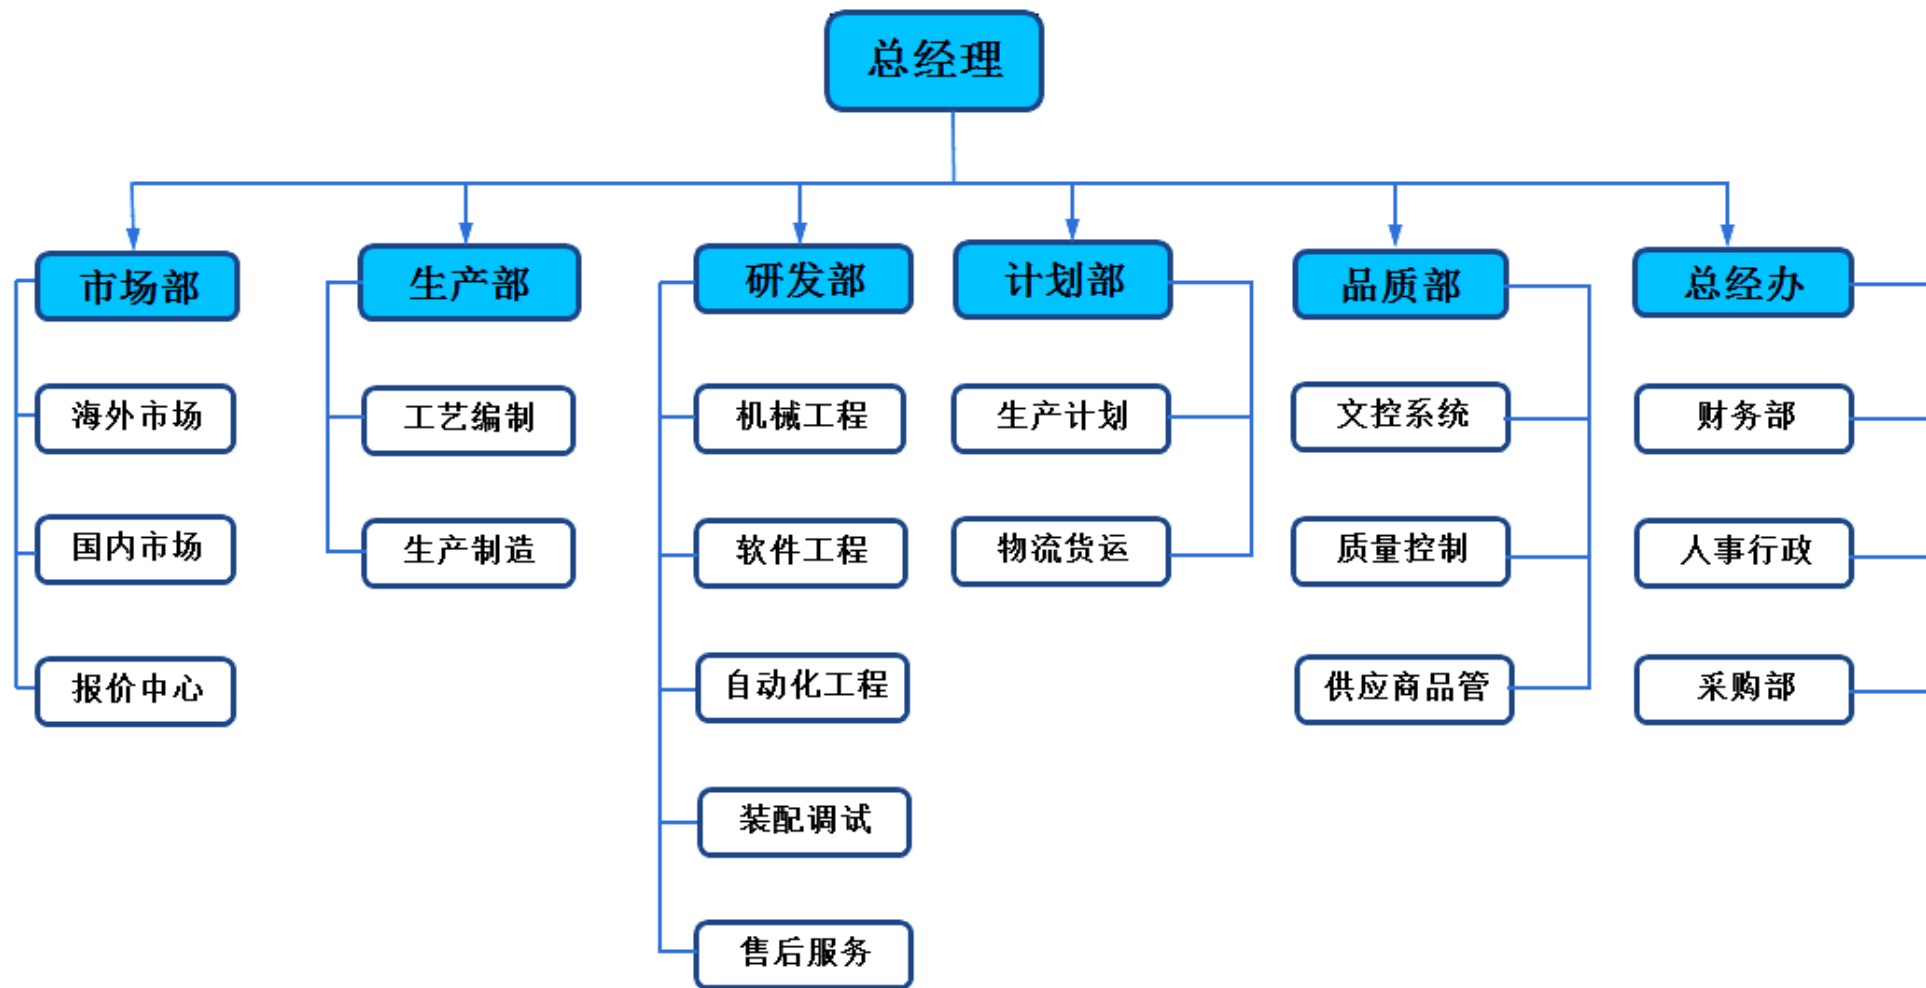 总经理
市场部
生产部
研发部
计划部
品质部
总经办
海外市场
工艺编制
机械工程
生产计划
文控系统
财务部
国内市场
生产制造
软件工程
物流货运
质量控制
人事行政
报价中心
自动化工程
供应商品管
采购部
装配调试
售后服务